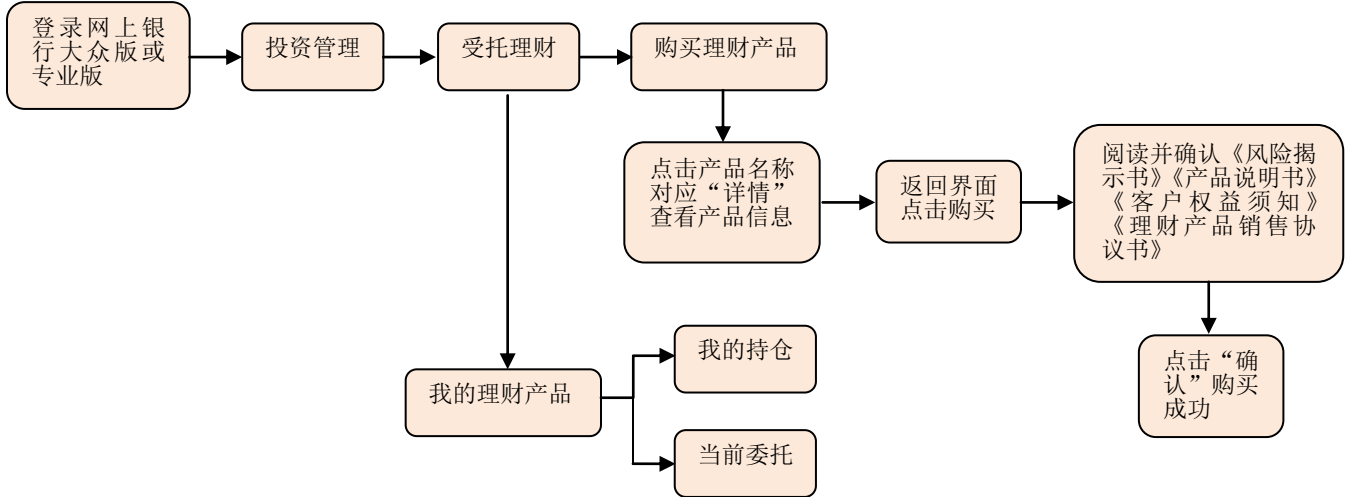 登录网上银
行大众版或
专业版
投资管理
受托理财
购买理财产品
点击产品名称
对应“详情”
查看产品信息
返回界面
点击购买
阅读并确认《风险揭
示书》《产品说明书》
《客户权益须知》
《理财产品销售协
议书》
点击“确
认”购买
成功
我的理财产品
我的持仓
当前委托